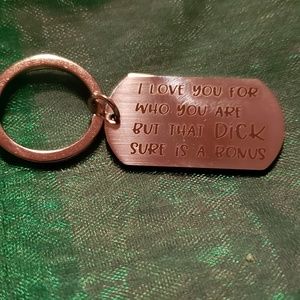 I LOVE YOU FOR
WHO YOU ARE
BUT THAT DICK
SURE IS A BONUS